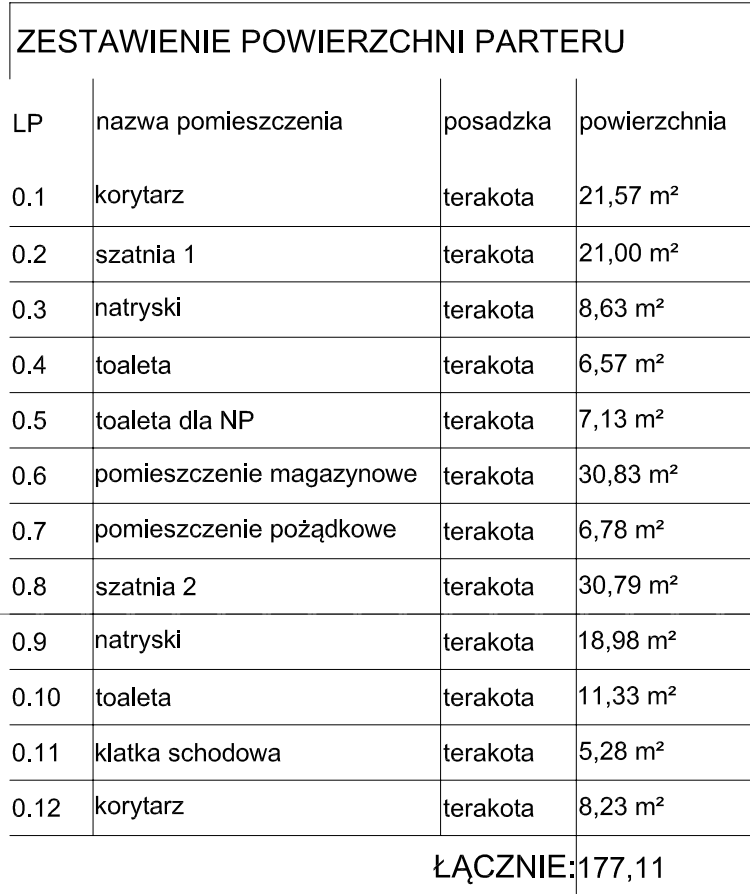 ZESTAWIENIE POWIERZCHNI PARTERU
LP nazwa pomieszczenia posadzka powierzchnia
0.1 korytarz terakota 21,57 m²
0.2 szatnia 1 terakota 21,00 m²
0.3 natryski terakota 8,63 m²
0.4 toaleta terakota 6,57 m²
0.5 toaleta dla NP terakota 7,13 m²
0.6 pomieszczenie magazynowe terakota 30,83 m²
0.7 pomieszczenie pożądkowe terakota 6,78 m²
0.8 szatnia 2 terakota 30,79 m²
0.9 natryski terakota 18,98 m²
0.10 toaleta terakota 11,33 m²
0.11 klatka schodowa terakota 5,28 m²
0.12 korytarz terakota 8,23 m²
ŁĄCZNIE: 177,11